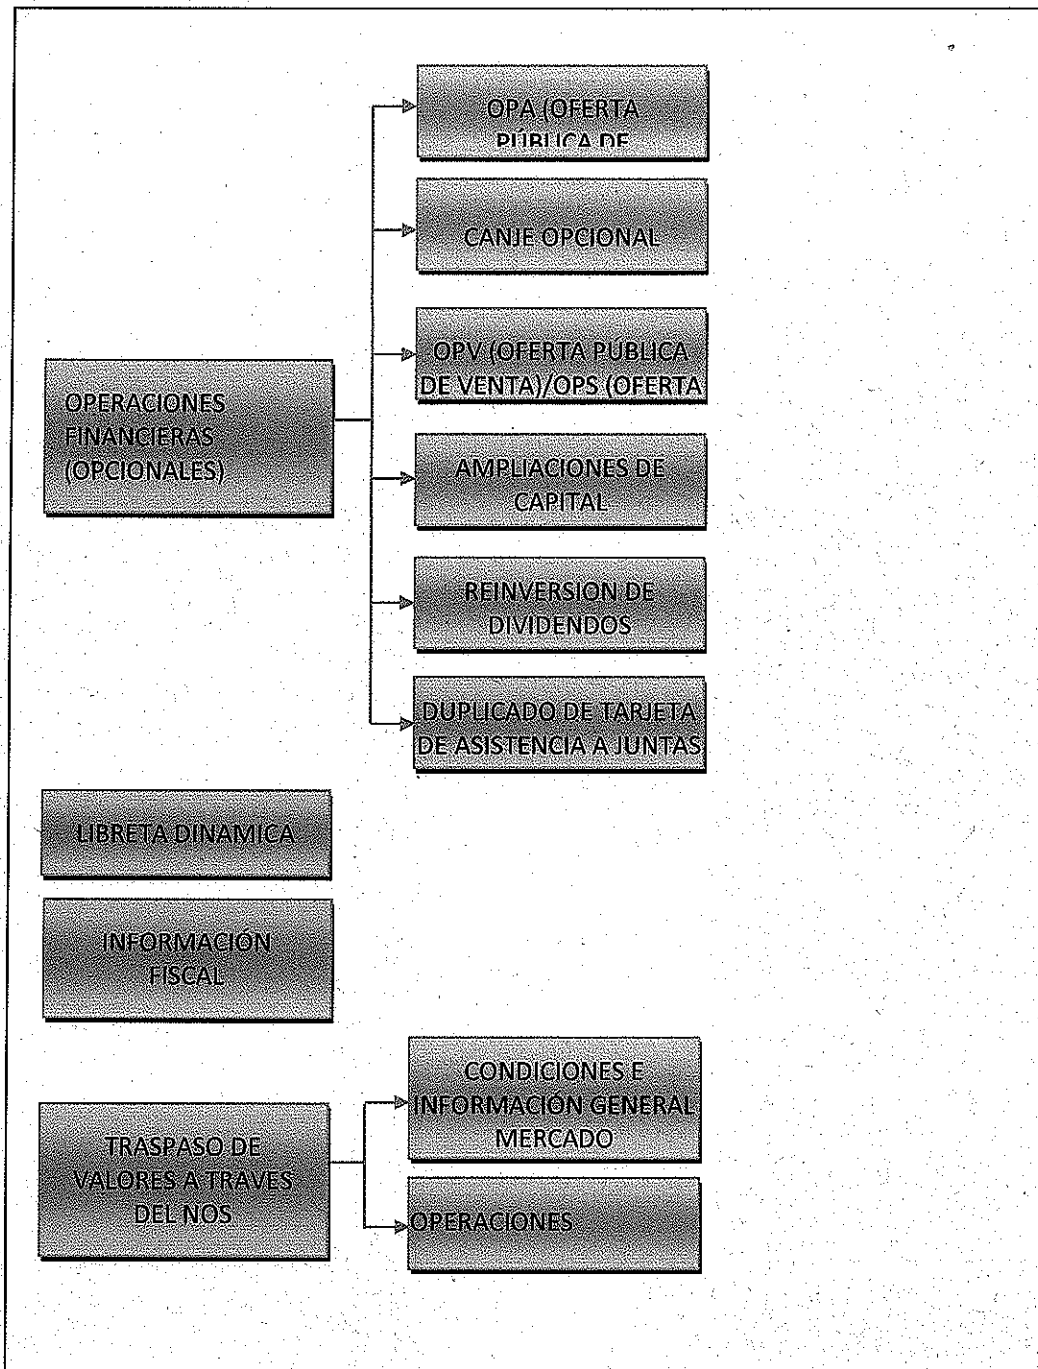 OPA (OFERTA
PÚBLICA DE
CANJE OPCIONAL
OPV (OFERTA PUBLICA
DE VENTA)/OPS (OFERTA
OPERACIONES
FINANCIERAS
(OPCIONALES)
AMPLIACIONES DE
CAPITAL
REINVERSION DE
DIVIDENDOS
DUPLICADO DE TARJETA
DE ASISTENCIA A JUNTAS
LIBRETA DINAMICA
INFORMACIÓN
FISCAL
CONDICIONES E
INFORMACIÓN GENERAL
MERCADO
TRASPASO DE
VALORES A TRAVES
DEL NOS
OPERACIONES